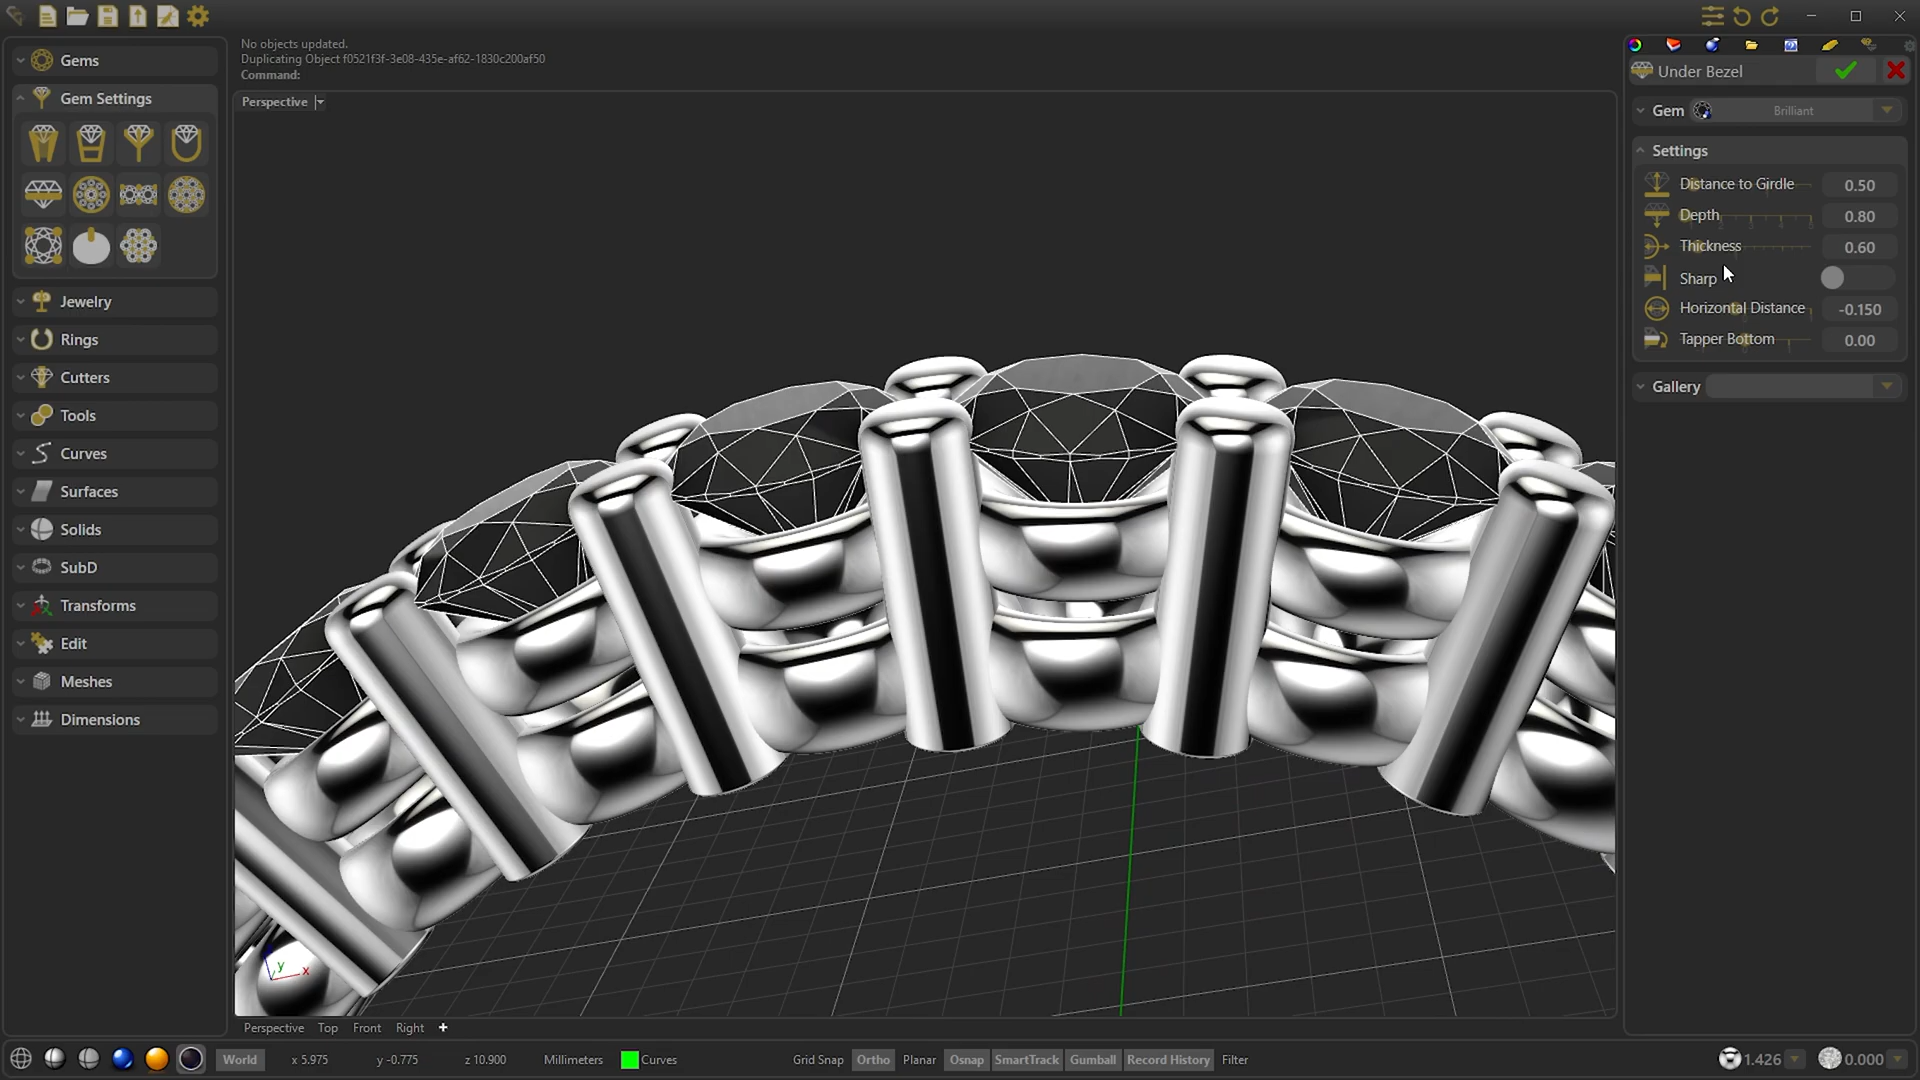 No objects updated.
Duplicating Object f0521f3f-3e08-435e-af62-1830c200af50
Command:
Perspective
Gems
Gem Settings
Jewelry
Rings
Cutters
Tools
Curves
Surfaces
Solids
SubD
Transforms
Edit
Meshes
Dimensions
y
x
Under Bezel
Gem Brilliant
Settings
Distance to Girdle 0.50
Depth 0.80
Thickness 0.60
Sharp
Horizontal Distance -0.150
Tapper Bottom 0.00
Gallery
Perspective Top Front Right +
World x 5.975 y -0.775 z 10.900 Millimeters Curves Grid Snap Ortho Planar Osnap SmartTrack Gumball Record History Filter 1.426 0.000